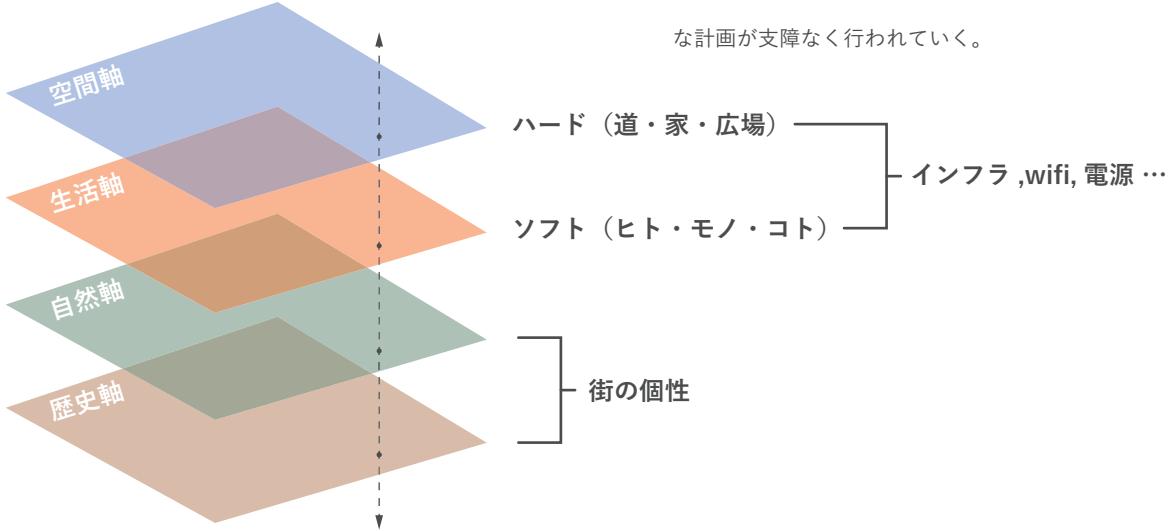 な計画が支障なく行われていく。
空間軸
ハード（道・家・広場）
インフラ ,wifi, 電源 …
生活軸
ソフト（ヒト・モノ・コト）
自然軸
街の個性
歴史軸